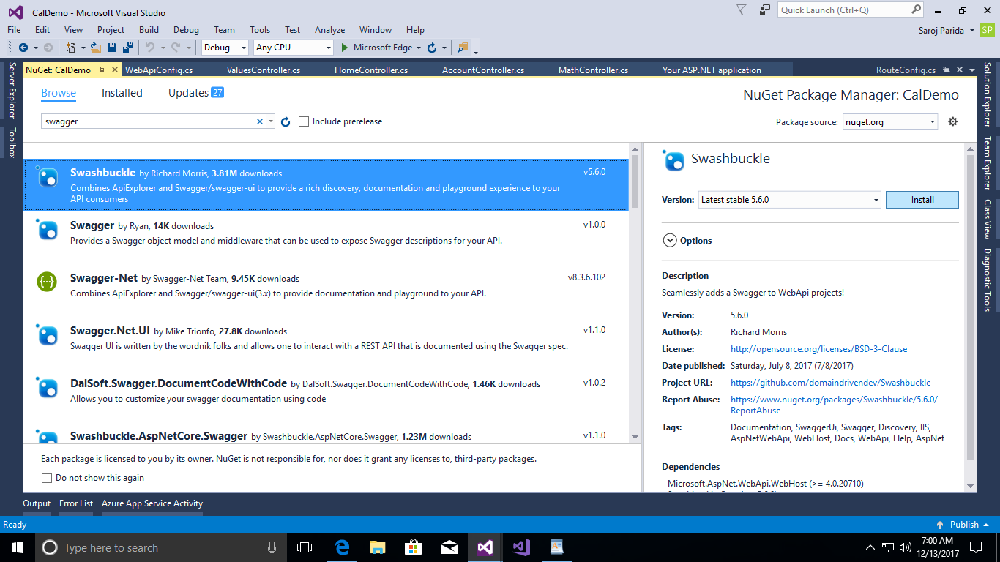 CalDemo - Microsoft Visual Studio
Quick Launch (Ctrl+Q)
File Edit View Project Build Debug Team Tools Test Analyze Window Help
Saroj Parida SP
Debug Any CPU Microsoft Edge
NuGet: CalDemo WebApiConfig.cs ValuesController.cs HomeController.cs AccountController.cs MathController.cs Your ASP.NET application RouteConfig.cs
Server Explorer
Toolbox
Browse Installed Updates 27
NuGet Package Manager: CalDemo
swagger
Include prerelease
Package source: nuget.org
Swashbuckle by Richard Morris, 3.81M downloads v5.6.0
Combines ApiExplorer and Swagger/swagger-ui to provide a rich discovery, documentation and playground experience to your
API consumers
Swagger by Ryan, 14K downloads v1.0.0
Provides a Swagger object model and middleware that can be used to expose Swagger descriptions for your API.
Swagger-Net by Swagger-Net Team, 9.45K downloads v8.3.6.102
Combines ApiExplorer and Swagger/swagger-ui(3.x) to provide documentation and playground to your API.
Swagger.Net.UI by Mike Trionfo, 27.8K downloads v1.1.0
Swagger UI is written by the wordnik folks and allows one to interact with a REST API that is documented using the Swagger spec.
DalSoft.Swagger.DocumentCodeWithCode by DalSoft.Swagger.DocumentCodeWithCode, 1.46K downloads v1.0.2
Allows you to customize your swagger documentation using code
Swashbuckle.AspNetCore.Swagger by Swashbuckle.AspNetCore.Swagger, 1.23M downloads v1.1.0
Each package is licensed to you by its owner. NuGet is not responsible for, nor does it grant any licenses to, third-party packages.
Do not show this again
Swashbuckle
Version: Latest stable 5.6.0 Install
Options
Description
Seamlessly adds a Swagger to WebApi projects!
Version: 5.6.0
Author(s): Richard Morris
License: http://opensource.org/licenses/BSD-3-Clause
Date published: Saturday, July 8, 2017 (7/8/2017)
Project URL: https://github.com/domaindrivendev/Swashbuckle
Report Abuse: https://www.nuget.org/packages/Swashbuckle/5.6.0/
ReportAbuse
Tags: Documentation, SwaggerUi, Swagger, Discovery, IIS,
AspNetWebApi, WebHost, Docs, WebApi, Help, AspNet
Dependencies
Microsoft.AspNet.WebApi.WebHost (>= 4.0.20710)
Solution Explorer
Team Explorer
Class View
Diagnostic Tools
Output Error List Azure App Service Activity
Ready
Publish
Type here to search
7:00 AM
12/13/2017